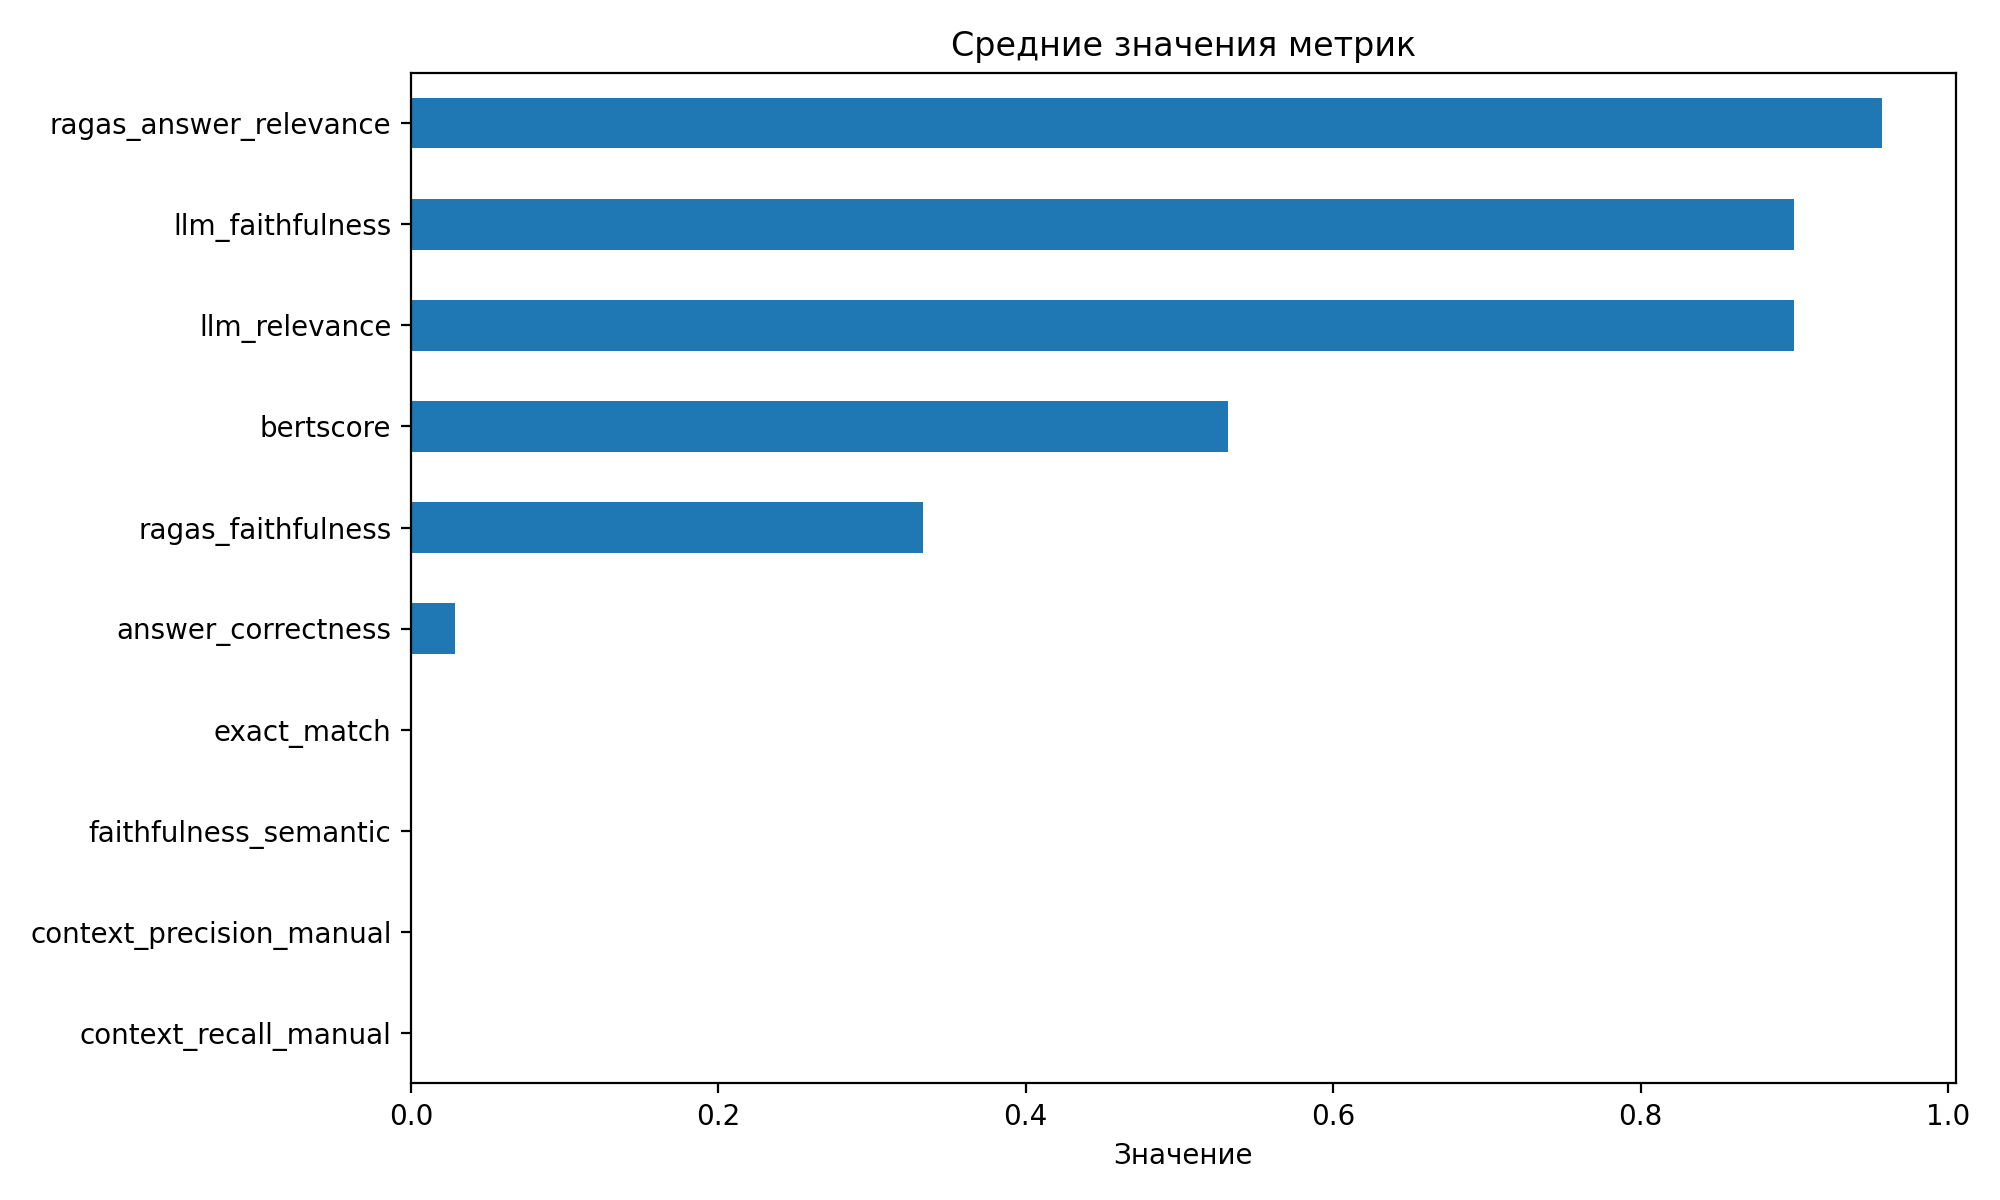 Средние значения метрик
ragas_answer_relevance
llm_faithfulness
llm_relevance
bertscore
ragas_faithfulness
answer_correctness
exact_match
faithfulness_semantic
context_precision_manual
context_recall_manual
0.0 0.2 0.4 0.6 0.8 1.0
Значение